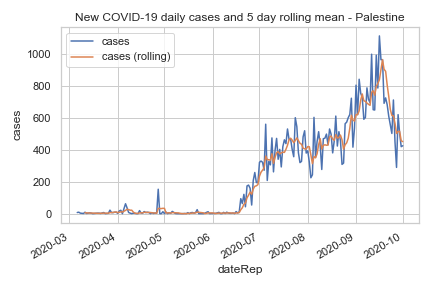 New COVID-19 daily cases and 5 day rolling mean - Palestine
cases
cases (rolling)
1000
800
600
400
200
0
cases
2020-03
2020-04
2020-05
2020-06
2020-07
2020-08
2020-09
2020-10
dateRep